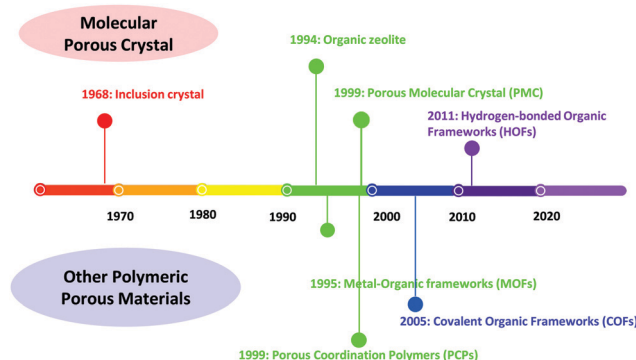 Molecular
Porous Crystal
1994: Organic zeolite
1968: Inclusion crystal
1999: Porous Molecular Crystal (PMC)
2011: Hydrogen-bonded Organic
Frameworks (HOFs)
1970
1980
1990
2000
2010
2020
Other Polymeric
Porous Materials
1995: Metal-Organic frameworks (MOFs)
2005: Covalent Organic Frameworks (COFs)
1999: Porous Coordination Polymers (PCPs)